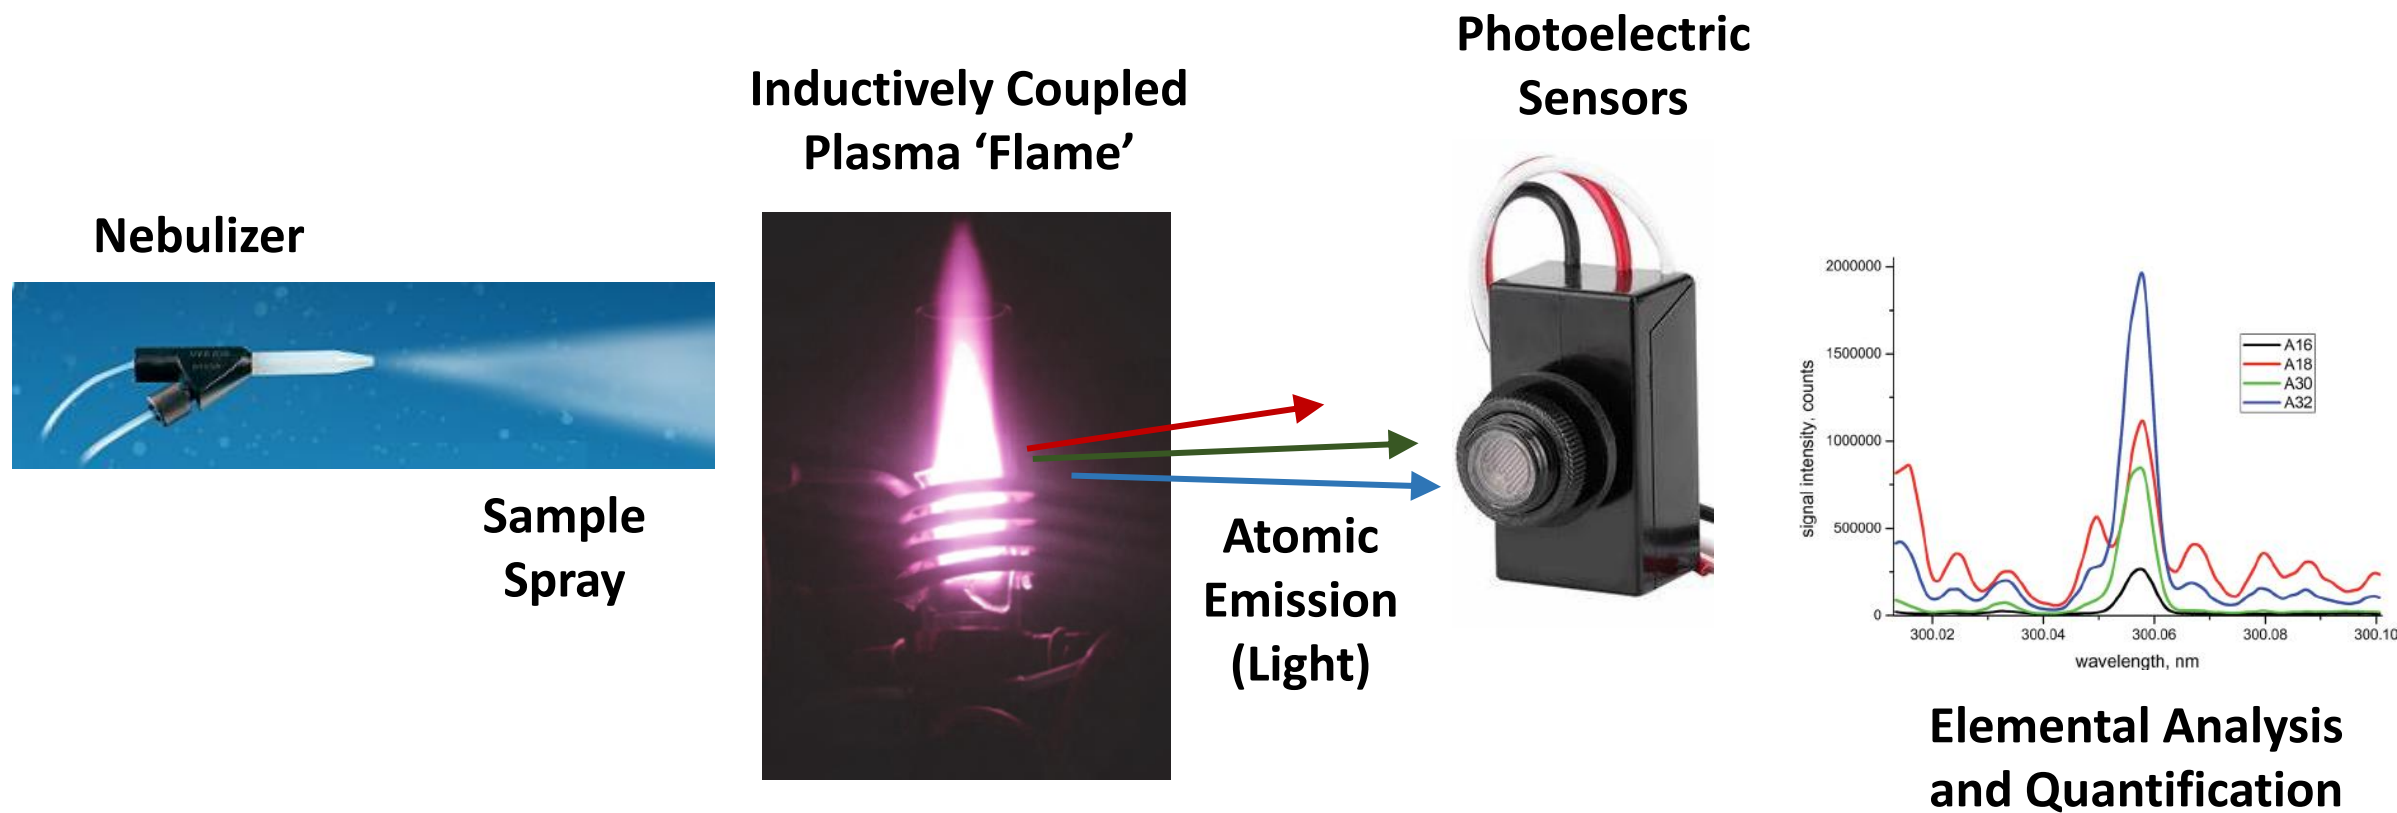 Nebulizer
Sample
Spray
Inductively Coupled
Plasma ‘Flame’
Atomic
Emission
(Light)
Photoelectric
Sensors
2000000
1500000
1000000
500000
0
signal intensity, counts
A16
A18
A30
A32
300.02 300.04 300.06 300.08 300.10
wavelength, nm
Elemental Analysis
and Quantification